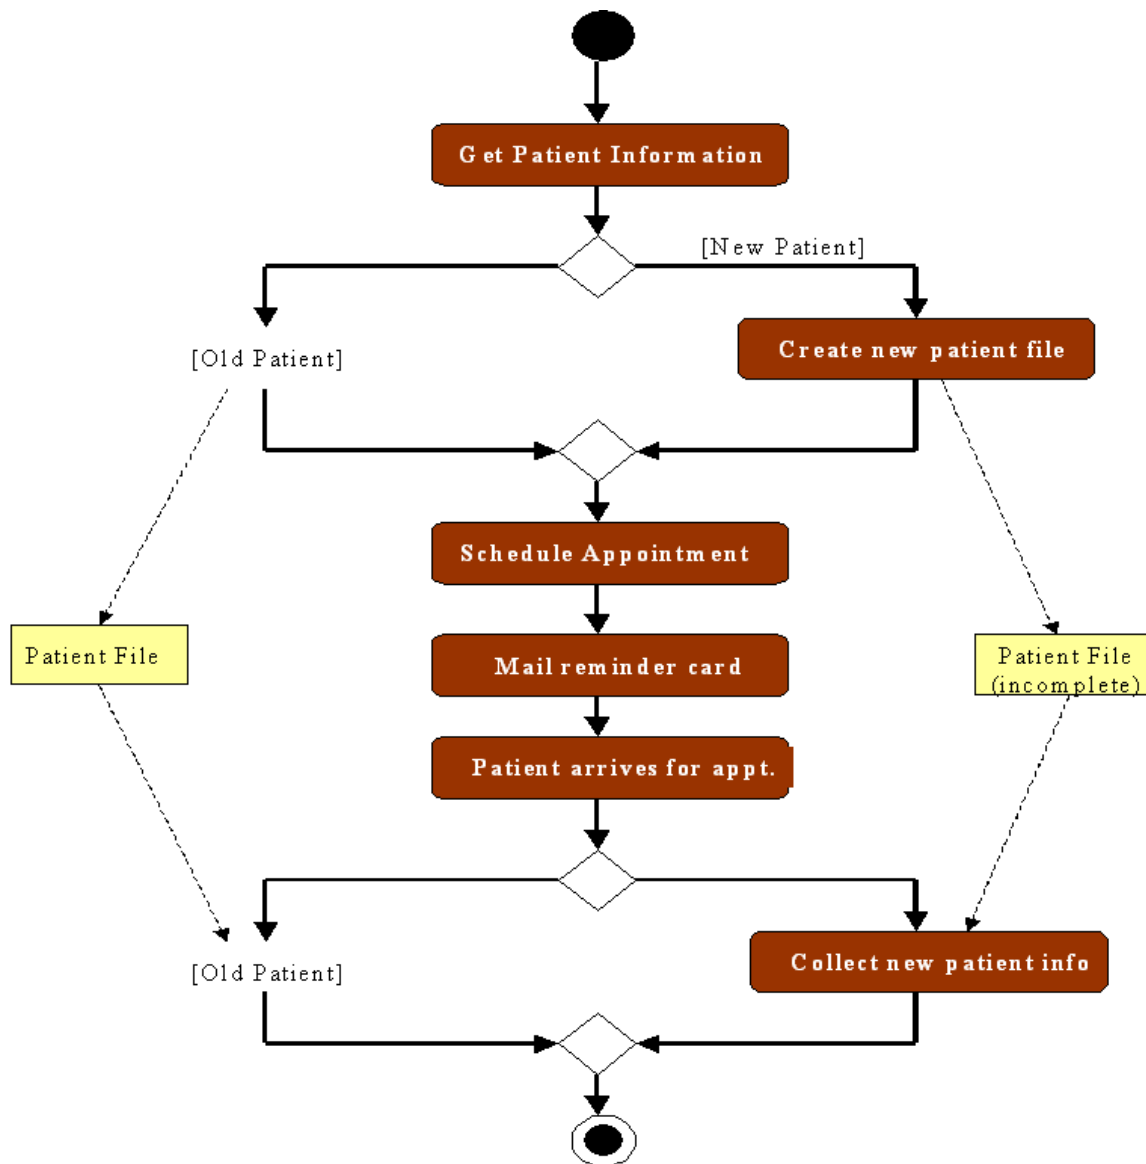 Get Patient Information
[New Patient]
[Old Patient]
Create new patient file
Schedule Appointment
Patient File
Mail reminder card
Patient File
(incomplete)
Patient arrives for appt.
[Old Patient]
Collect new patient info